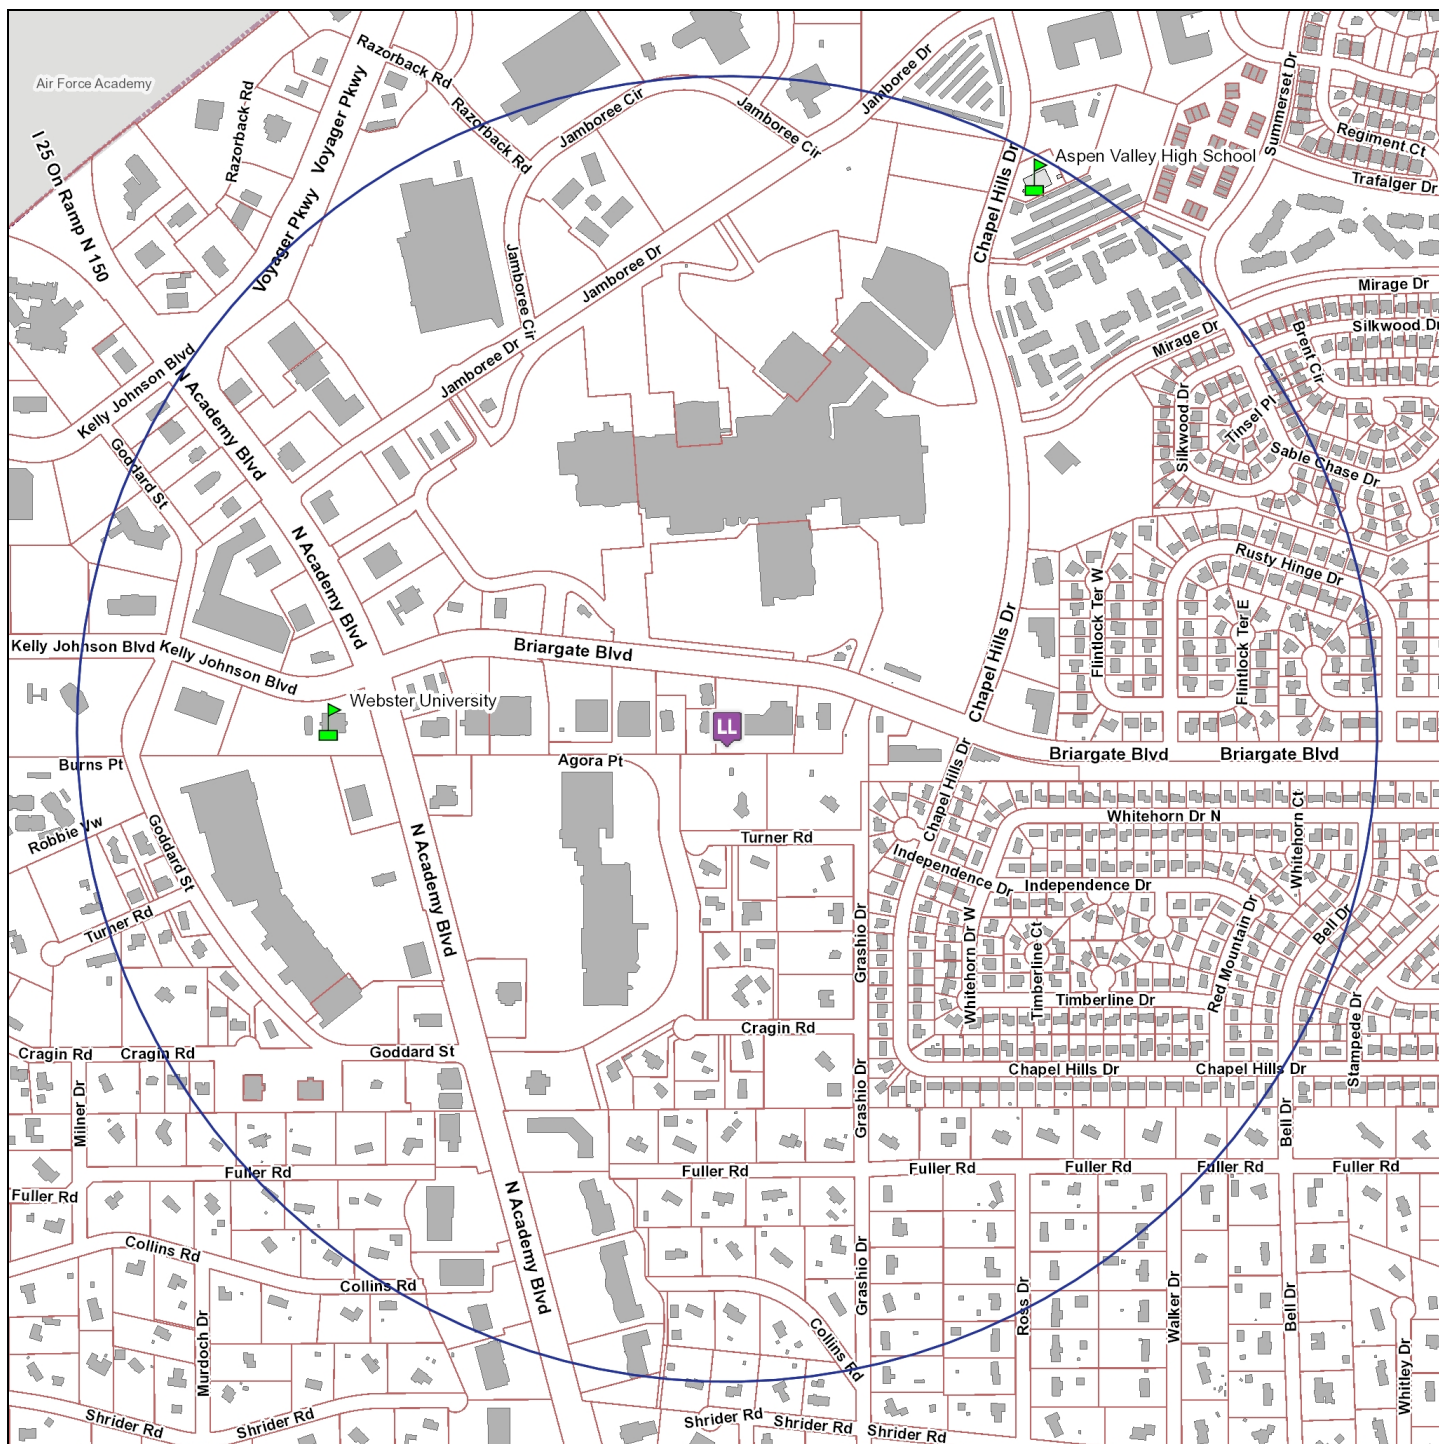 Razorback Rd
Air Force Academy
Voyager Pkwy
Razorback Rd
Razorback Rd
Jamboree Cir
Jamboree Cir
Jamboree Dr
Summerset Dr
Regiment Ct
Trafalger Dr
I 25 On Ramp N 150
Aspen Valley High School
Chapel Hills Dr
Voyager Pkwy
Jamboree Cir
Jamboree Dr
Mirage Dr
Silkwood D
Mirage Dr
Brent Cir
Kelly Johnson Blvd
N Academy Blvd
Jamboree Dr
Silkwood Dr
Tinsel Pl
Sable Chase Dr
Goddard St
N Academy Blvd
Rusty Hinge Dr
Flintlock Ter W
Flintlock Ter E
Kelly Johnson Blvd
Kelly Johnson Blvd
Briargate Blvd
Chapel Hills Dr
Webster University
LL
Briargate Blvd
Briargate Blvd
Burns Pt
Agora Pt
Chapel Hills Dr
Whitehorn Dr N
Whitehorn Ct
Robbie Vw
Goddard St
N Academy Blvd
Turner Rd
Independence Dr
Independence Dr
Turner Rd
Grashio Dr
Whitehorn Dr W
Timberline Ct
Red Mountain Dr
Bell Dr
Timberline Dr
Stampede Dr
Cragin Rd
Cragin Rd
Cragin Rd
Goddard St
Chapel Hills Dr
Chapel Hills Dr
Milner Dr
Grashio Dr
Bell Dr
Fuller Rd
Fuller Rd
Fuller Rd
Fuller Rd
Fuller Rd
Fuller Rd
Fuller Rd
N Academy Blvd
Collins Rd
Collins Rd
Grashio Dr
Ross Dr
Walker Dr
Bell Dr
Murdoch Dr
Collins Rd
Whitley Dr
Shrider Rd
Shrider Rd
Shrider Rd
Shrider Rd
Shrider Rd